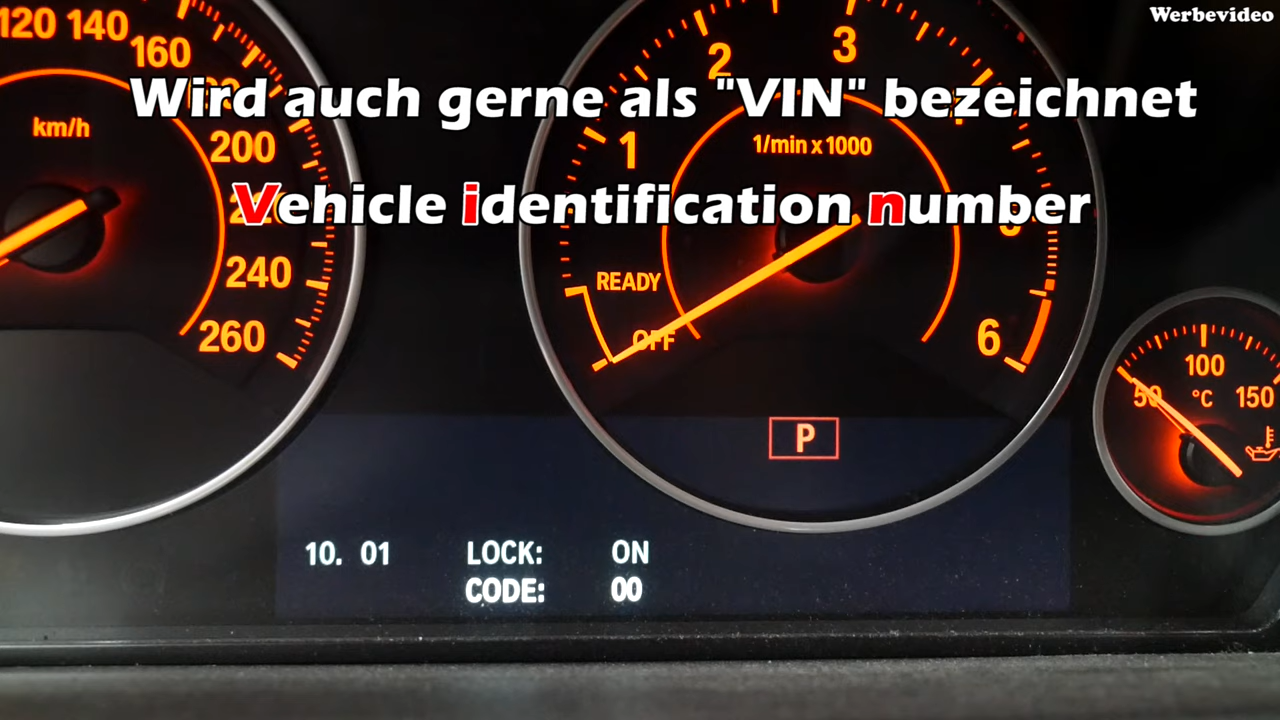 Werbevideo
120 140
160
km/h
200
240
260
Wird auch gerne als "VIN" bezeichnet
Vehicle identification number
1
2
3
1/min x 1000
READY
OFF
6
P
50
100
150
°C
10. 01 LOCK: ON
CODE: 00